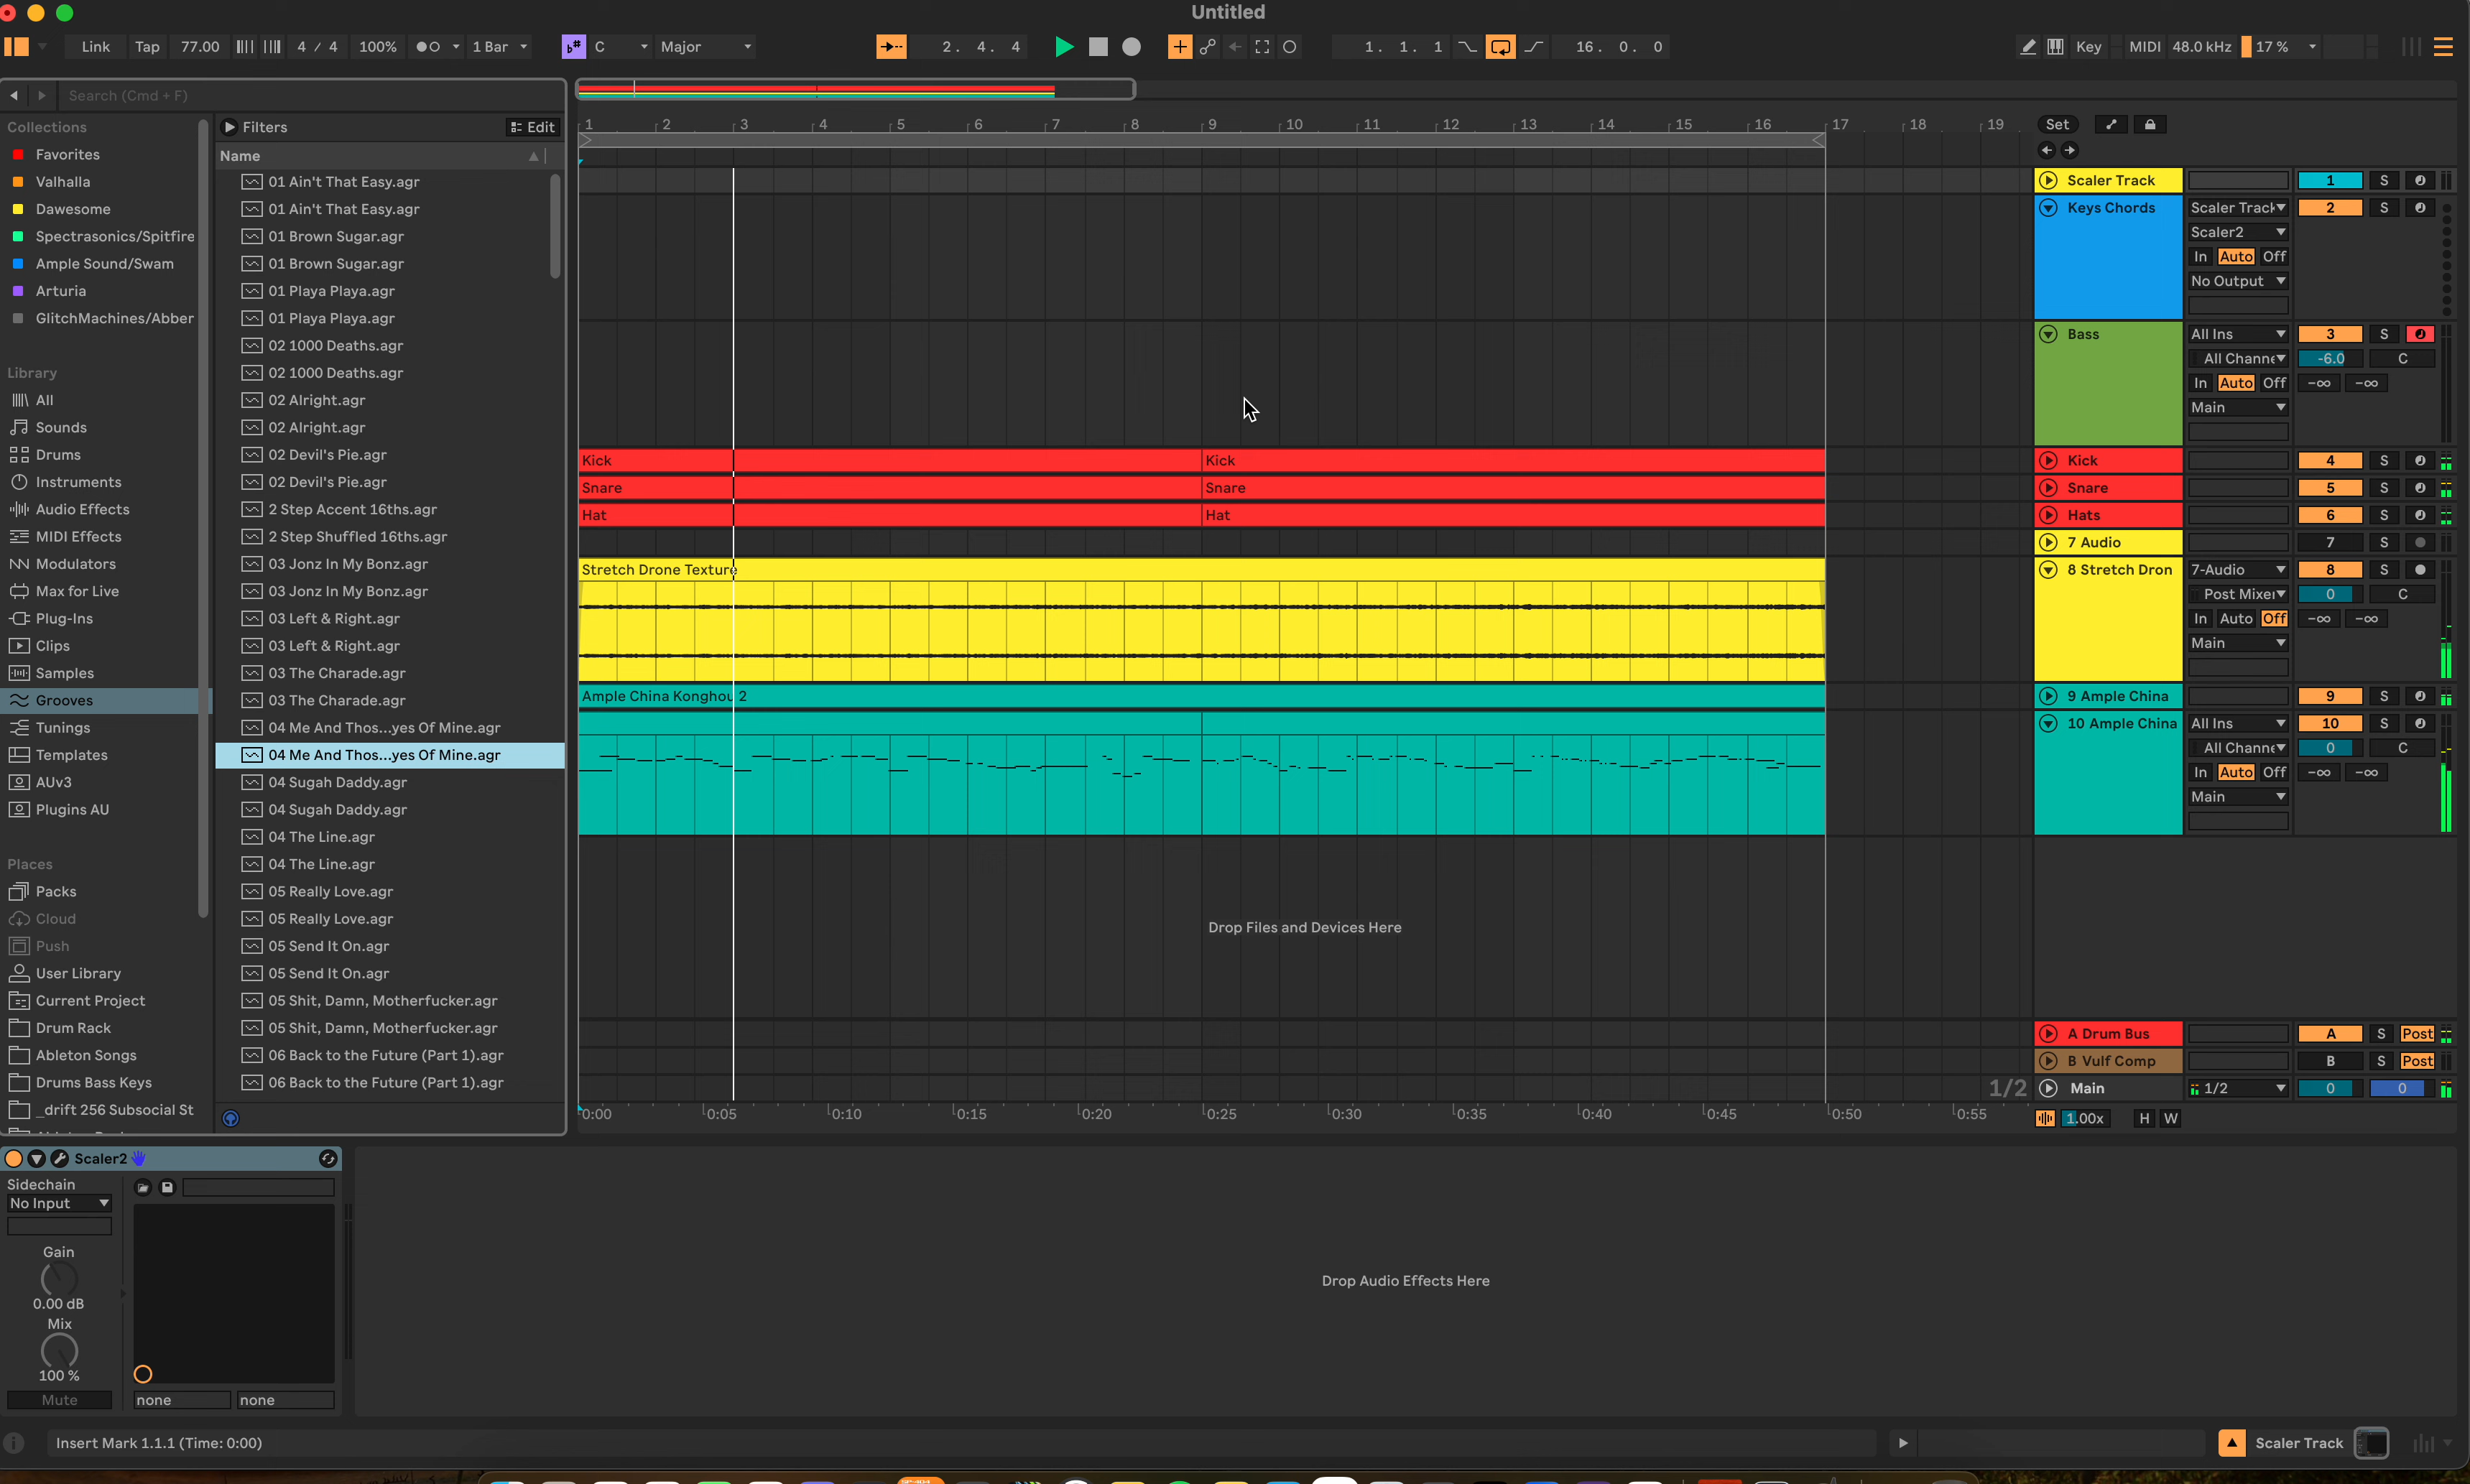 Untitled
Link Tap 77.00 4 / 4 100% 1 Bar C Major 2. 4. 4 1. 1. 1 16. 0. 0 Key MIDI 48.0 kHz 17 %
Search (Cmd + F)
Collections
Favorites
Valhalla
Dawesome
Spectrasonics/Spitfire
Ample Sound/Swam
Arturia
GlitchMachines/Abber
Library
All
Sounds
Drums
Instruments
Audio Effects
MIDI Effects
Modulators
Max for Live
Plug-Ins
Clips
Samples
Grooves
Tunings
Templates
AUv3
Plugins AU
Places
Packs
Cloud
Push
User Library
Current Project
Drum Rack
Ableton Songs
Drums Bass Keys
_drift 256 Subsocial St
Filters Edit
Name
01 Ain't That Easy.agr
01 Ain't That Easy.agr
01 Brown Sugar.agr
01 Brown Sugar.agr
01 Playa Playa.agr
01 Playa Playa.agr
02 1000 Deaths.agr
02 1000 Deaths.agr
02 Alright.agr
02 Alright.agr
02 Devil's Pie.agr
02 Devil's Pie.agr
2 Step Accent 16ths.agr
2 Step Shuffled 16ths.agr
03 Jonz In My Bonz.agr
03 Jonz In My Bonz.agr
03 Left & Right.agr
03 Left & Right.agr
03 The Charade.agr
03 The Charade.agr
04 Me And Thos...yes Of Mine.agr
04 Me And Thos...yes Of Mine.agr
04 Sugah Daddy.agr
04 Sugah Daddy.agr
04 The Line.agr
04 The Line.agr
05 Really Love.agr
05 Really Love.agr
05 Send It On.agr
05 Send It On.agr
05 Shit, Damn, Motherfucker.agr
05 Shit, Damn, Motherfucker.agr
06 Back to the Future (Part 1).agr
06 Back to the Future (Part 1).agr
1 2 3 4 5 6 7 8 9 10 11 12 13 14 15 16 17 18 19
Kick Kick
Snare Snare
Hat Hat
Stretch Drone Texture
Ample China Konghou 2
Drop Files and Devices Here
1/2
0:00 0:05 0:10 0:15 0:20 0:25 0:30 0:35 0:40 0:45 0:50 0:55
Set
Scaler Track 1 S
Keys Chords Scaler Track 2 S
Scaler2
In Auto Off
No Output
Bass All Ins 3 S
All Channe -6.0 C
In Auto Off -∞ -∞
Main
Kick 4 S
Snare 5 S
Hats 6 S
7 Audio 7 S
8 Stretch Dron 7-Audio 8 S
Post Mixer 0 C
In Auto Off -∞ -∞
Main
9 Ample China 9 S
10 Ample China All Ins 10 S
All Channe 0 C
In Auto Off -∞ -∞
Main
A Drum Bus A S Post
B Vulf Comp B S Post
Main 1/2 0 0
1.00x H W
Scaler2
Sidechain
No Input
Gain
0.00 dB
Mix
100 %
Mute none none
Drop Audio Effects Here
Insert Mark 1.1.1 (Time: 0:00) Scaler Track